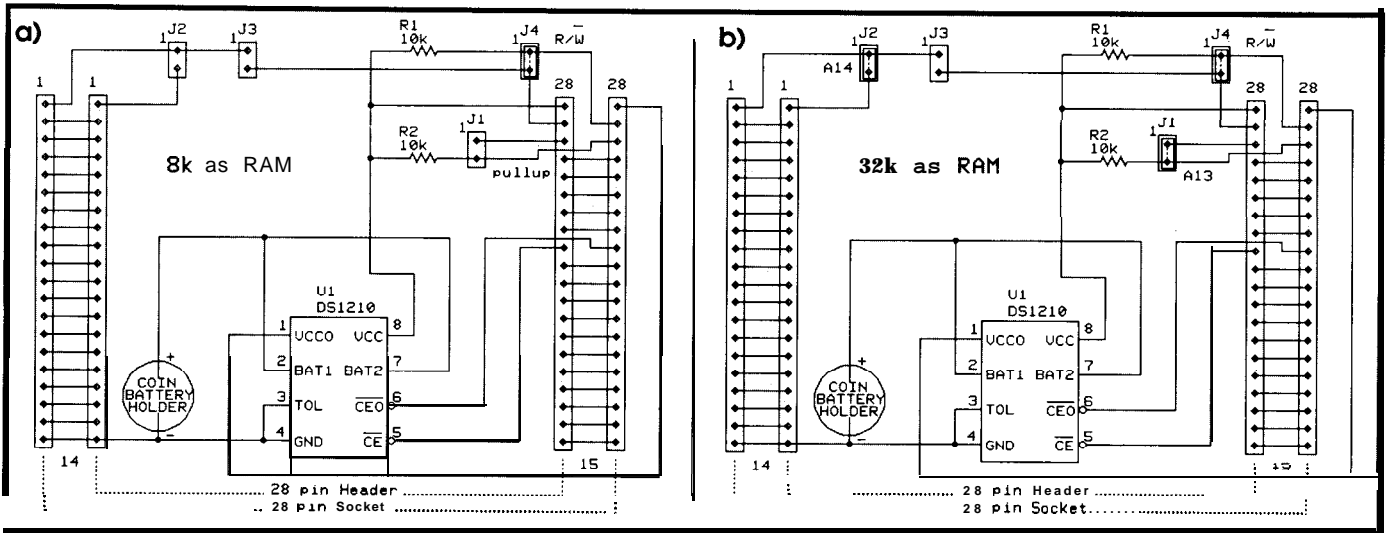 a)
J2
1
J3
1
R1
10k
J4
1
R/W
1
1
28
28
R2
10k
J1
1
pullup
8k as RAM
U1
DS1210
1 VCCO VCC 8
2 BAT1 BAT2 7
3 TOL CEO 6
4 GND CE 5
+
COIN
BATTERY
HOLDER
-
14
15
28 pin Header
28 pin Socket
b)
J2
1
A14
J3
1
R1
10k
J4
1
R/W
1
1
28
28
R2
10k
J1
1
A13
32k as RAM
U1
DS1210
1 VCCO VCC 8
2 BAT1 BAT2 7
3 TOL CEO 6
4 GND CE 5
+
COIN
BATTERY
HOLDER
-
14
28 pin Header
28 pin Socket